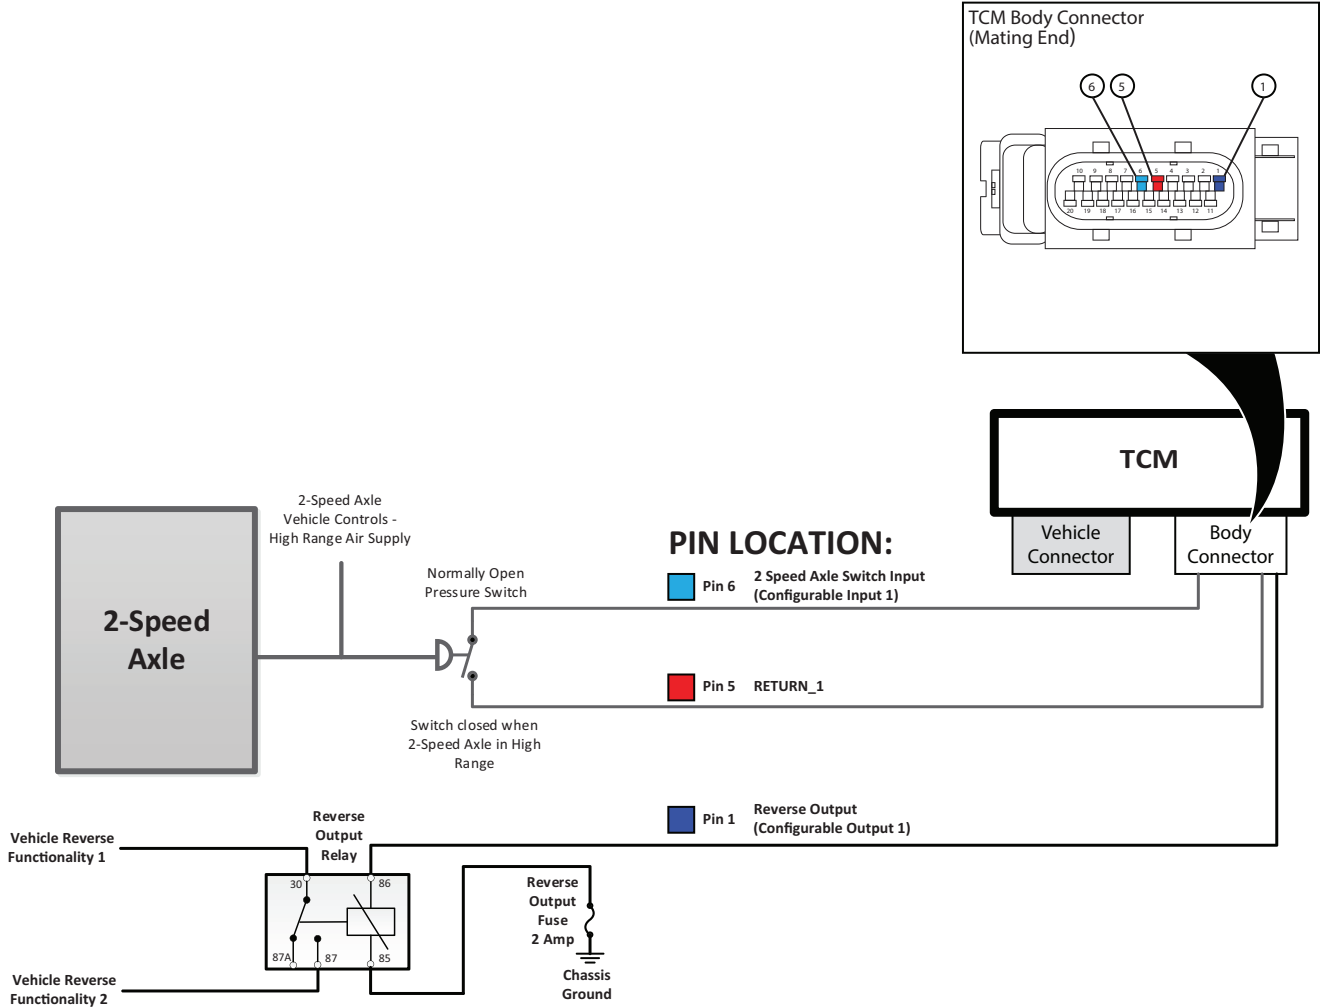 TCM Body Connector
(Mating End)
6 5 1
10 9 8 7 6 5 4 3 2 1
20 19 18 17 16 15 14 13 12 11
TCM
Vehicle
Connector
Body
Connector
2-Speed Axle
Vehicle Controls -
High Range Air Supply
PIN LOCATION:
Normally Open
Pressure Switch
Pin 6 2 Speed Axle Switch Input
(Configurable Input 1)
2-Speed
Axle
Pin 5 RETURN_1
Switch closed when
2-Speed Axle in High
Range
Pin 1 Reverse Output
(Configurable Output 1)
Reverse
Output
Relay
Vehicle Reverse
Functionality 1
30 86
87A 87 85
Reverse
Output
Fuse
2 Amp
Chassis
Ground
Vehicle Reverse
Functionality 2